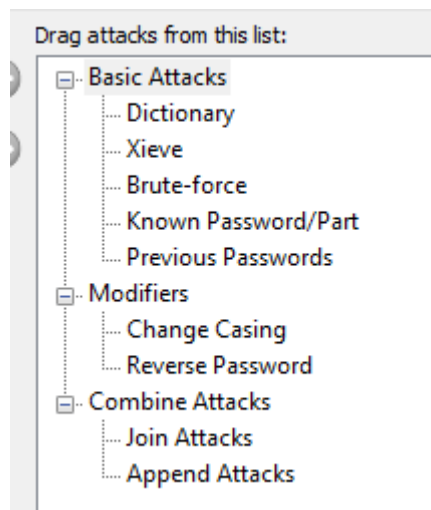 Drag attacks from this list:
Basic Attacks
Dictionary
Xieve
Brute-force
Known Password/Part
Previous Passwords
Modifiers
Change Casing
Reverse Password
Combine Attacks
Join Attacks
Append Attacks